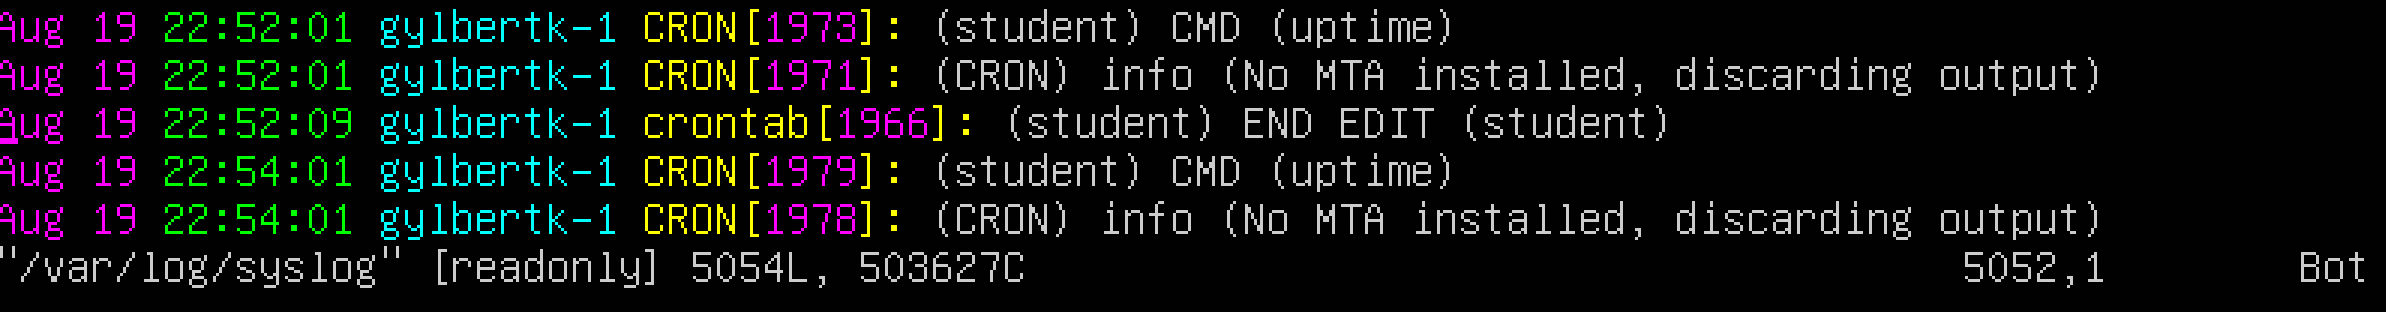 Aug 19 22:52:01 gylbertk-1 CRON[1973]: (student) CMD (uptime)
Aug 19 22:52:01 gylbertk-1 CRON[1971]: (CRON) info (No MTA installed, discarding output)
Aug 19 22:52:09 gylbertk-1 crontab[1966]: (student) END EDIT (student)
Aug 19 22:54:01 gylbertk-1 CRON[1979]: (student) CMD (uptime)
Aug 19 22:54:01 gylbertk-1 CRON[1978]: (CRON) info (No MTA installed, discarding output)
"/var/log/syslog" [readonly] 5054L, 503627C 5052,1 Bot